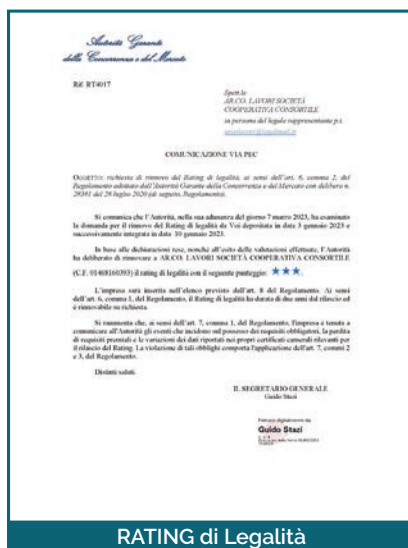 Autorità Garante
della Concorrenza e del Mercato
Rif. RT4017
Spett.le
AR.CO. LAVORI SOCIETÀ
COOPERATIVA CONSORTILE
in persona del legale rappresentante p.t.
arcolavori@legalmail.it
COMUNICAZIONE VIA PEC
OGGETTO: richiesta di rinnovo del Rating di legalità, ai sensi dell'art. 6, comma 2, del
Regolamento adottato dall'Autorità Garante della Concorrenza e del Mercato con delibera n.
28361 del 28 luglio 2020 (di seguito, Regolamento).
Si comunica che l'Autorità, nella sua adunanza del giorno 7 marzo 2023, ha esaminato
la domanda per il rinnovo del Rating di legalità da Voi depositata in data 3 gennaio 2023 e
successivamente integrata in data 10 gennaio 2023.
In base alle dichiarazioni rese, nonché all'esito delle valutazioni effettuate, l'Autorità
ha deliberato di rinnovare a AR.CO. LAVORI SOCIETÀ COOPERATIVA CONSORTILE
(C.F. 01468160393) il rating di legalità con il seguente punteggio: ★★★.
L'impresa sarà inserita nell'elenco previsto dall'art. 8 del Regolamento. Ai sensi
dell'art. 6, comma 1, del Regolamento, il Rating di legalità ha durata di due anni dal rilascio ed
è rinnovabile su richiesta.
Si rammenta che, ai sensi dell'art. 7, comma 1, del Regolamento, l'impresa è tenuta a
comunicare all'Autorità gli eventi che incidono sul possesso dei requisiti obbligatori, la perdita
di requisiti premiali e le variazioni dei dati riportati nei propri certificati camerali rilevanti per
il rilascio del Rating. La violazione di tali obblighi comporta l'applicazione dell'art. 7, commi 2
e 3, del Regolamento.
Distinti saluti.
IL SEGRETARIO GENERALE
Guido Stazi
Firmato digitalmente da
Guido Stazi
RATING di Legalità